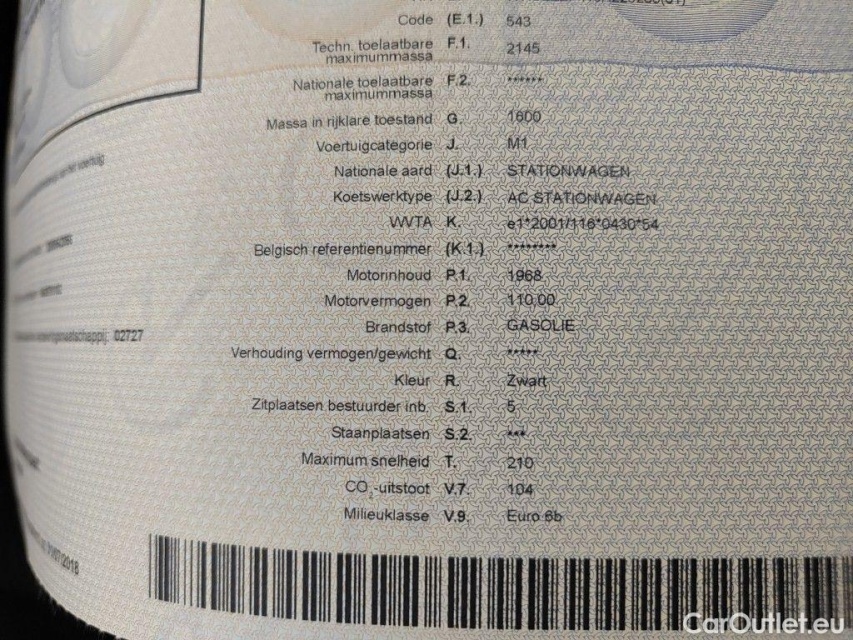 Code (E.1.) 543
Techn. toelaatbare maximummassa F.1. 2145
Nationale toelaatbare maximummassa F.2. ******
Massa in rijklare toestand G. 1600
Voertuigcategorie J. M1
Nationale aard (J.1.) STATIONWAGEN
Koetswerktype (J.2.) AC STATIONWAGEN
WVTA K. e1*2001/116*0430*54
Belgisch referentienummer (K.1.) ********
Motorinhoud P.1. 1968
Motorvermogen P.2. 110,00
Brandstof P.3. GASOLIE
02727
Verhouding vermogen/gewicht Q. *****
Kleur R. Zwart
Zitplaatsen bestuurder inb. S.1. 5
Staanplaatsen S.2. ***
Maximum snelheid T. 210
CO2-uitstoot V.7. 104
Milieuklasse V.9. Euro 6b
CarOutlet.eu